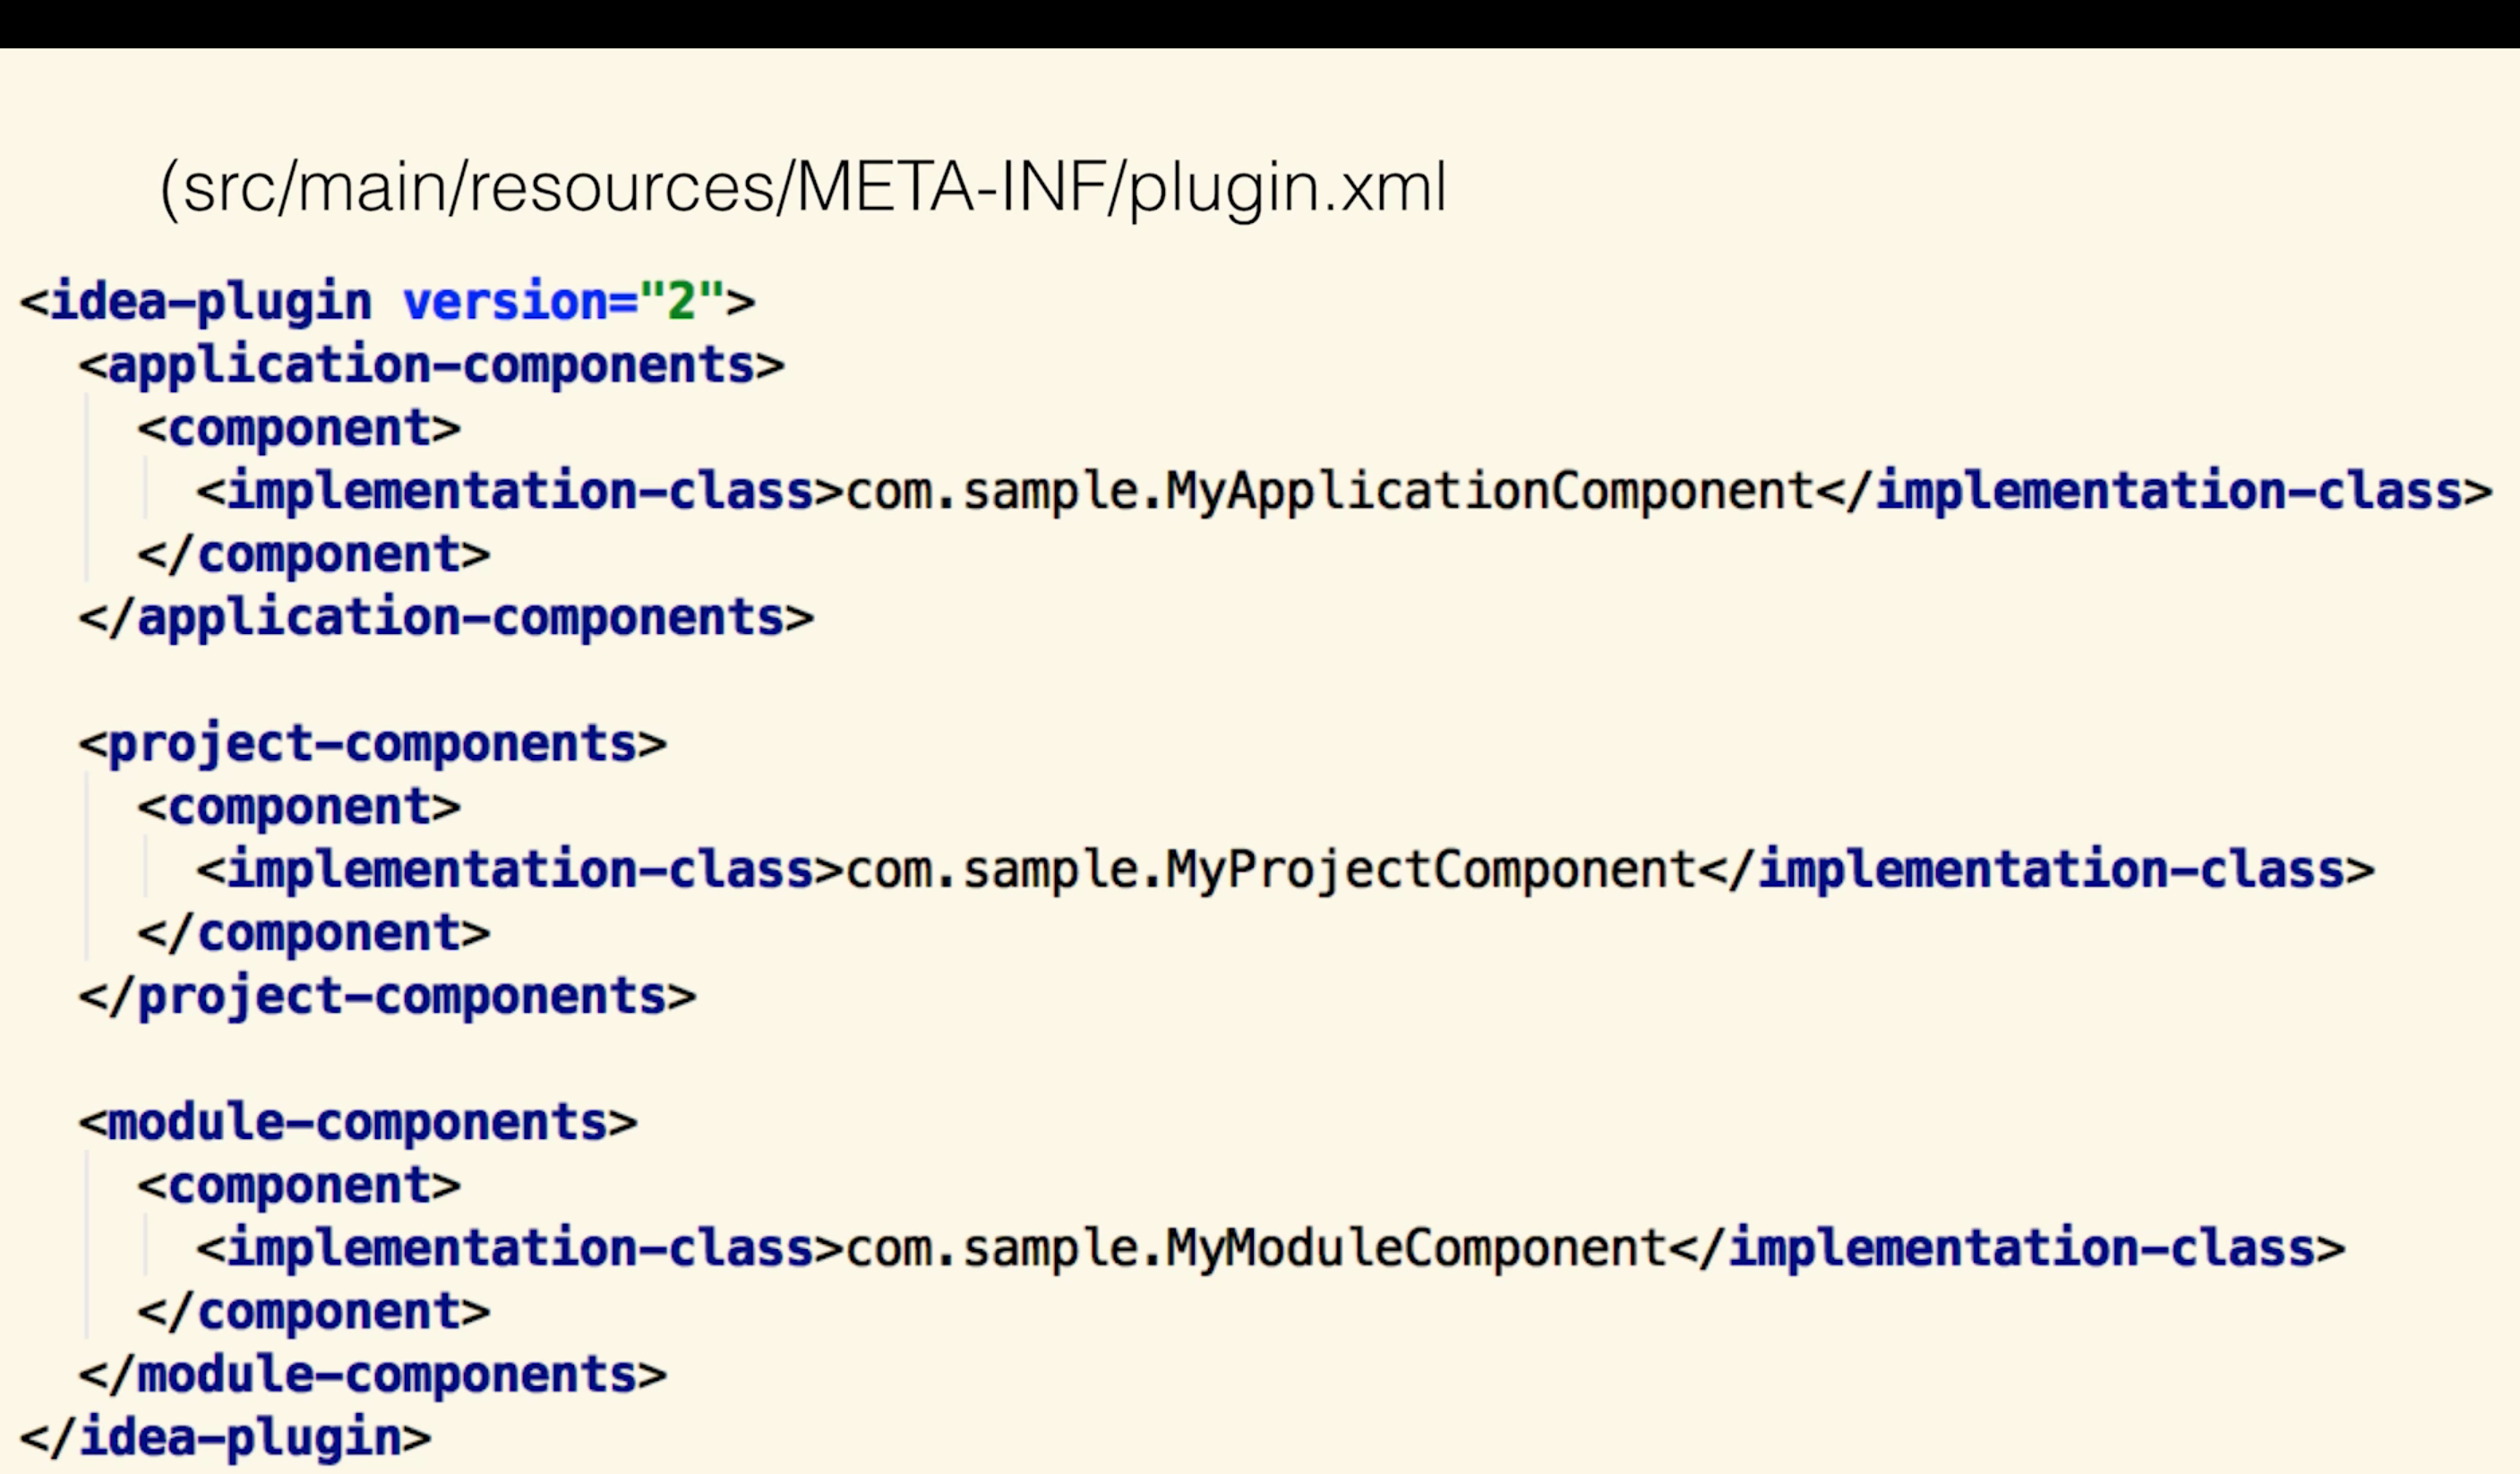 (src/main/resources/META-INF/plugin.xml
<idea-plugin version="2">
  <application-components>
    <component>
      <implementation-class>com.sample.MyApplicationComponent</implementation-class>
    </component>
  </application-components>

  <project-components>
    <component>
      <implementation-class>com.sample.MyProjectComponent</implementation-class>
    </component>
  </project-components>

  <module-components>
    <component>
      <implementation-class>com.sample.MyModuleComponent</implementation-class>
    </component>
  </module-components>
</idea-plugin>